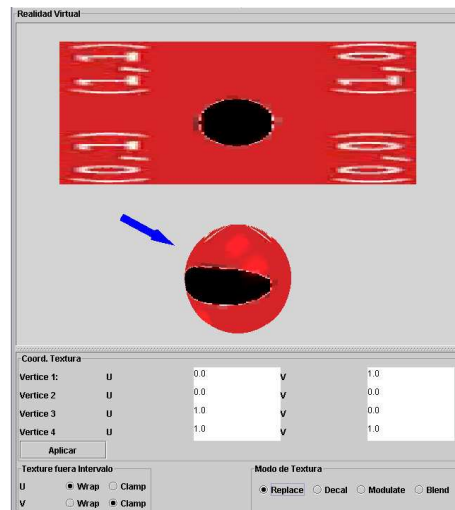 Realidad Virtual
Coord. Textura
Vertice 1: U 0.0 V 1.0
Vertice 2 U 0.0 V 0.0
Vertice 3 U 1.0 V 0.0
Vertice 4 U 1.0 V 1.0
Aplicar
Texture fuera Intervalo Modo de Textura
U Wrap Clamp Replace Decal Modulate Blend
V Wrap Clamp